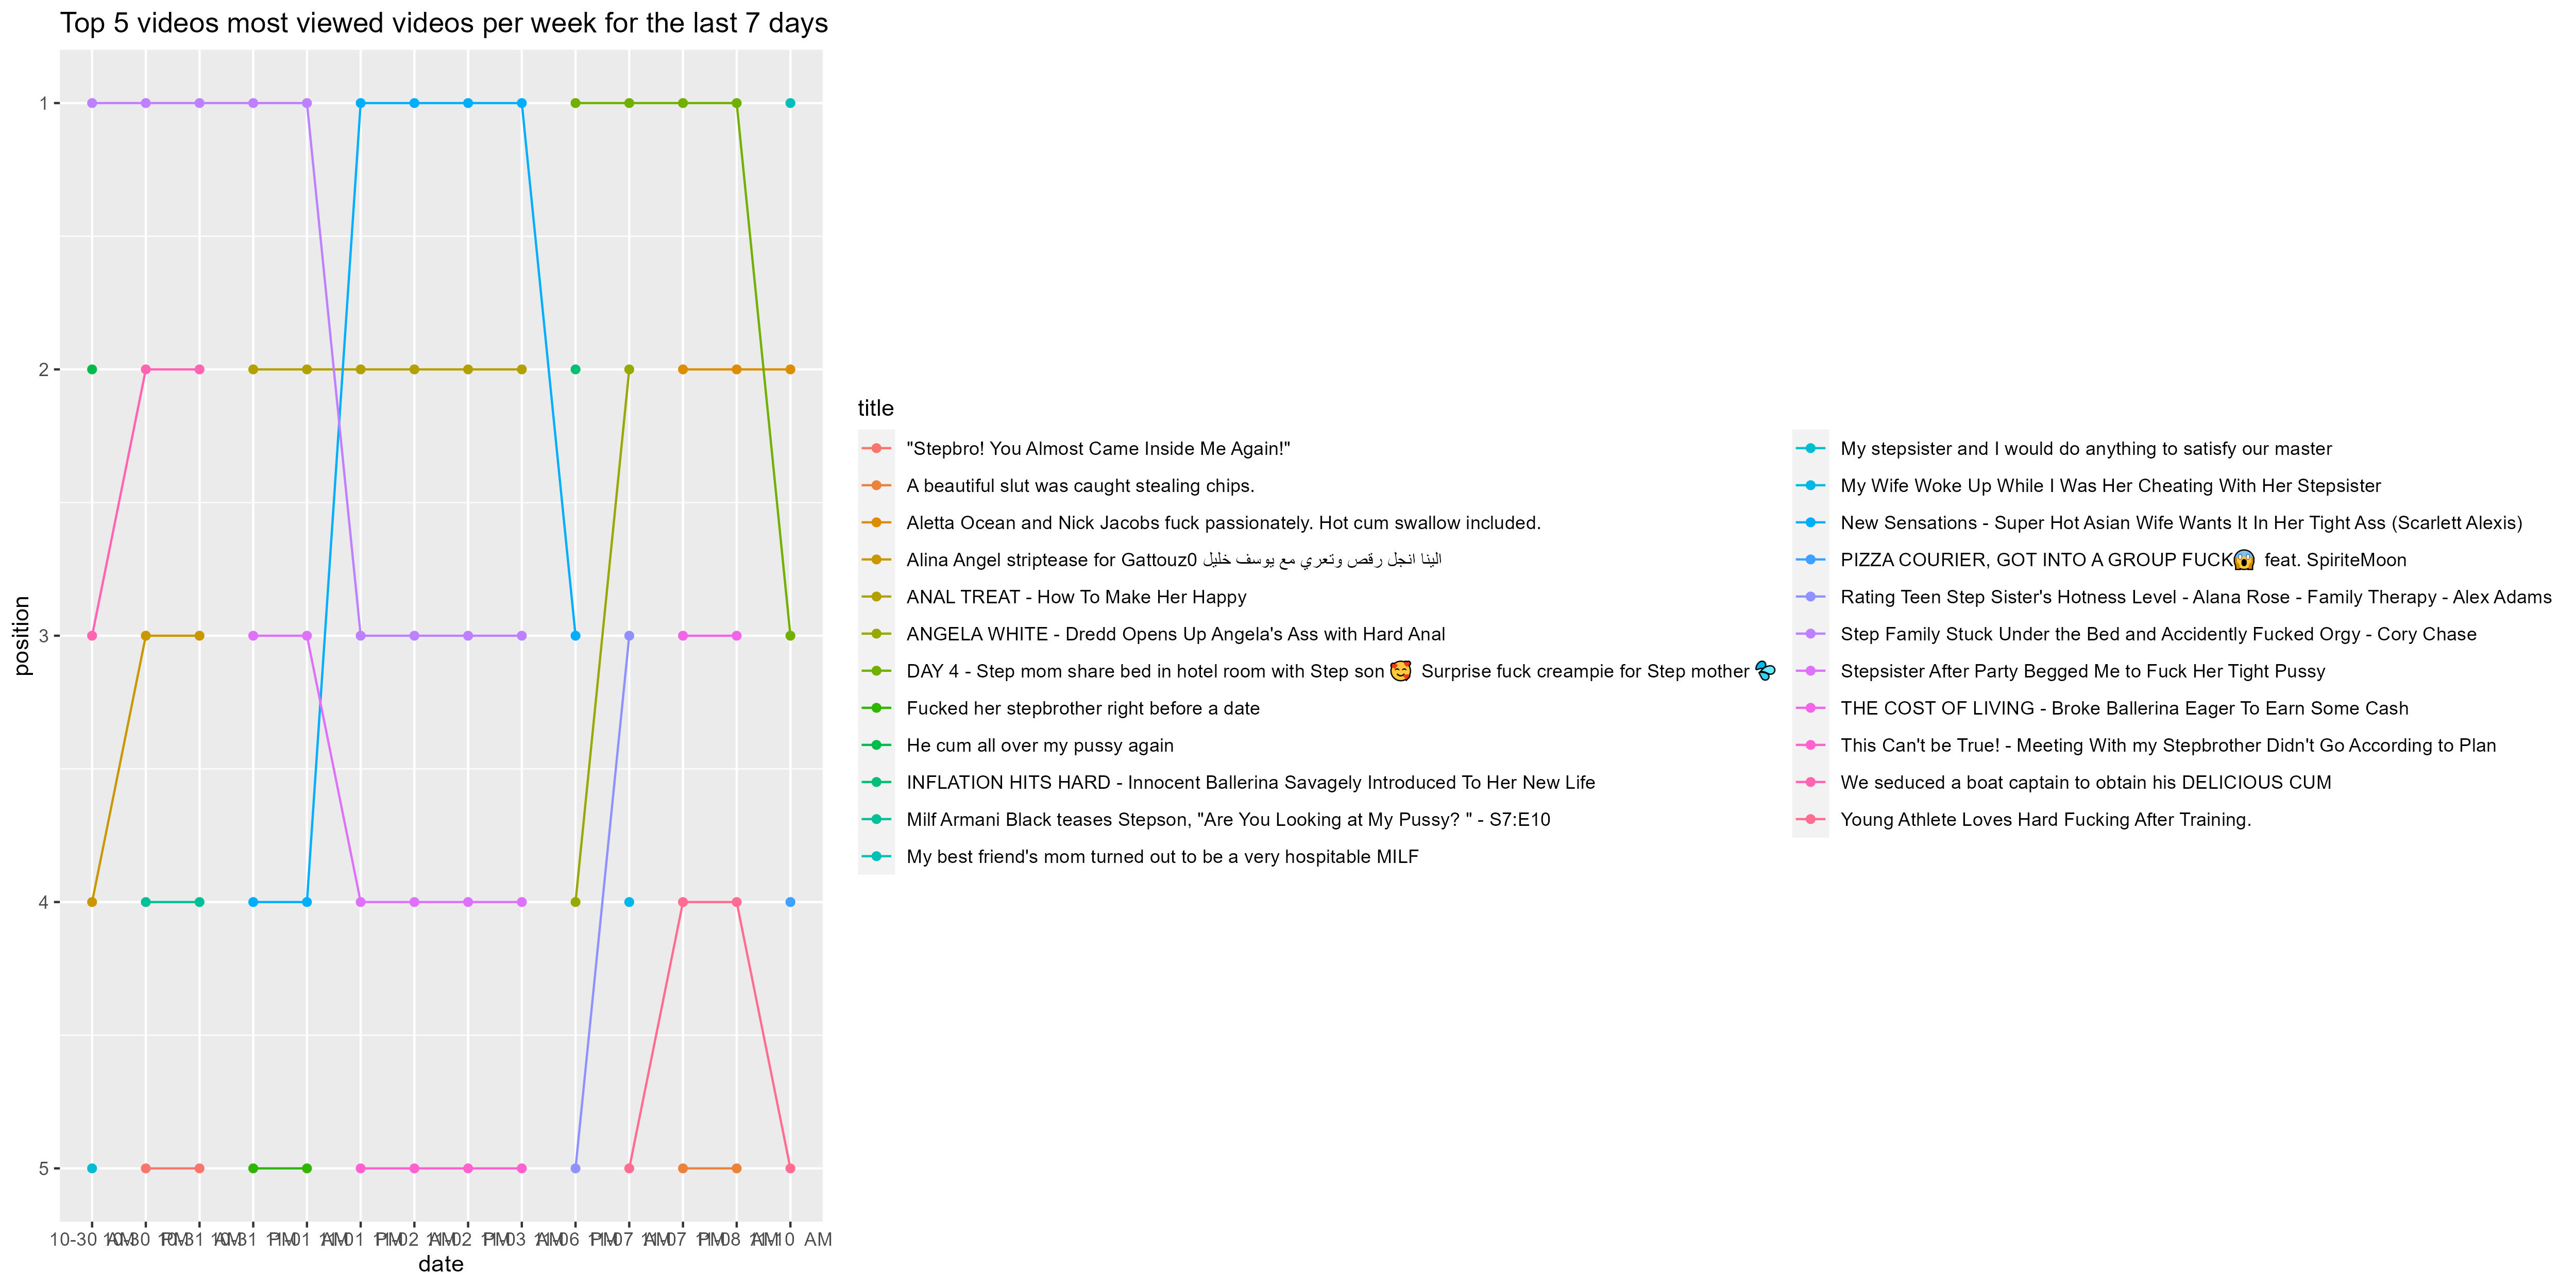 Top 5 videos most viewed videos per week for the last 7 days
1
2
3
4
5
position
10-30 AM 10-30 PM 10-31 AM 10-31 PM 11-01 AM 11-01 PM 11-02 AM 11-02 PM 11-03 AM 11-06 PM 11-07 AM 11-07 PM 11-08 AM 11-10 AM
date
title
"Stepbro! You Almost Came Inside Me Again!"
A beautiful slut was caught stealing chips.
Aletta Ocean and Nick Jacobs fuck passionately. Hot cum swallow included.
Alina Angel striptease for Gattouz0 الينا انجل رقص وتعري مع يوسف خليل
ANAL TREAT - How To Make Her Happy
ANGELA WHITE - Dredd Opens Up Angela's Ass with Hard Anal
DAY 4 - Step mom share bed in hotel room with Step son 🥰 Surprise fuck creampie for Step mother 💦
Fucked her stepbrother right before a date
He cum all over my pussy again
INFLATION HITS HARD - Innocent Ballerina Savagely Introduced To Her New Life
Milf Armani Black teases Stepson, "Are You Looking at My Pussy? " - S7:E10
My best friend's mom turned out to be a very hospitable MILF
My stepsister and I would do anything to satisfy our master
My Wife Woke Up While I Was Her Cheating With Her Stepsister
New Sensations - Super Hot Asian Wife Wants It In Her Tight Ass (Scarlett Alexis)
PIZZA COURIER, GOT INTO A GROUP FUCK😱 feat. SpiriteMoon
Rating Teen Step Sister's Hotness Level - Alana Rose - Family Therapy - Alex Adams
Step Family Stuck Under the Bed and Accidently Fucked Orgy - Cory Chase
Stepsister After Party Begged Me to Fuck Her Tight Pussy
THE COST OF LIVING - Broke Ballerina Eager To Earn Some Cash
This Can't be True! - Meeting With my Stepbrother Didn't Go According to Plan
We seduced a boat captain to obtain his DELICIOUS CUM
Young Athlete Loves Hard Fucking After Training.